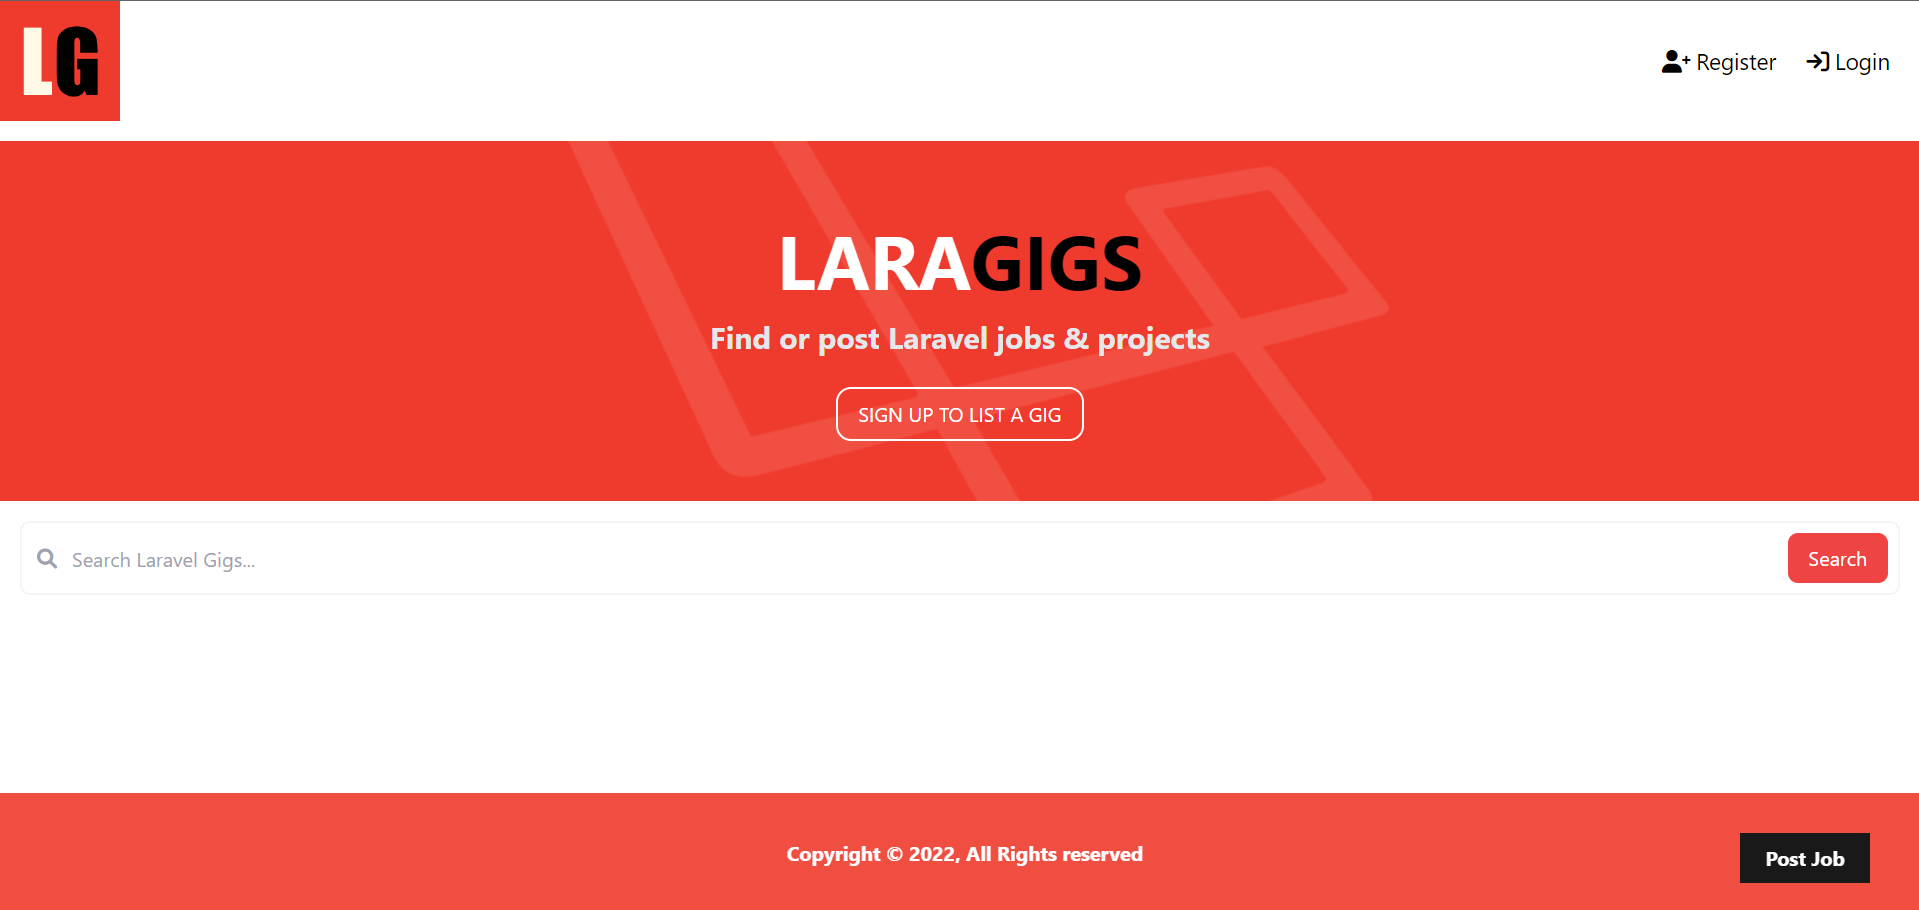 LG
Register
Login
LARAGIGS
Find or post Laravel jobs & projects
SIGN UP TO LIST A GIG
Search Laravel Gigs...
Search
Copyright © 2022, All Rights reserved
Post Job